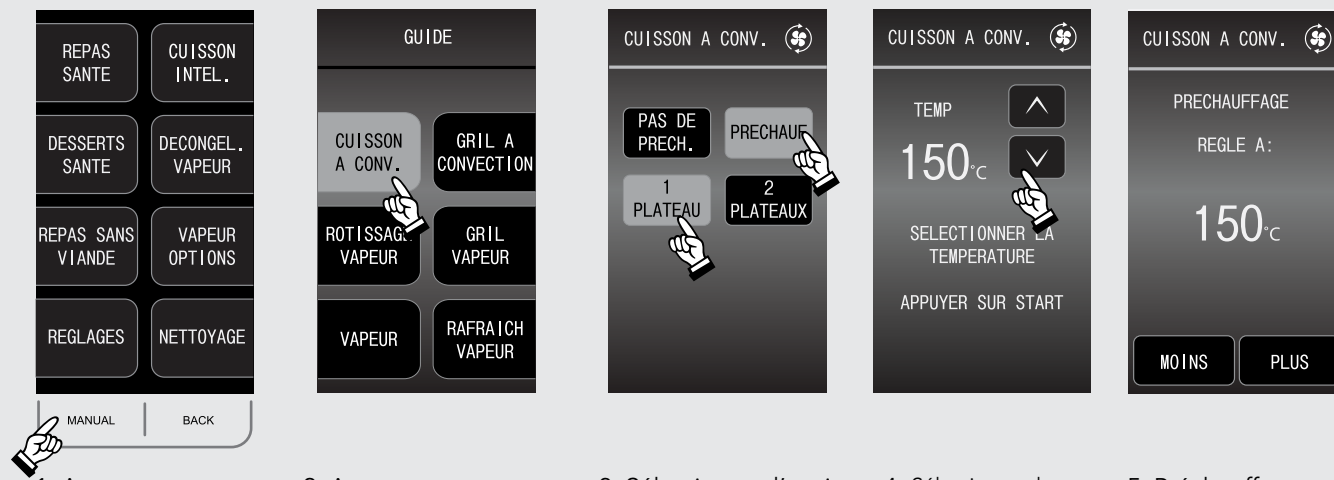 REPAS
SANTE
CUISSON
INTEL.
DESSERTS
SANTE
DECONGEL.
VAPEUR
REPAS SANS
VIANDE
VAPEUR
OPTIONS
REGLAGES
NETTOYAGE
MANUAL
BACK
GUIDE
CUISSON
A CONV.
GRIL A
CONVECTION
VAPEUR
GRIL
VAPEUR
VAPEUR
RAFRAICH
VAPEUR
CUISSON A CONV.
PAS DE
PRECH.
1
PLATEAU
2
PLATEAUX
CUISSON A CONV.
TEMP
150°C
SELECTIONNER LA
TEMPERATURE
APPUYER SUR START
CUISSON A CONV.
PRECHAUFFAGE
REGLE A:
150°C
MOINS
PLUS